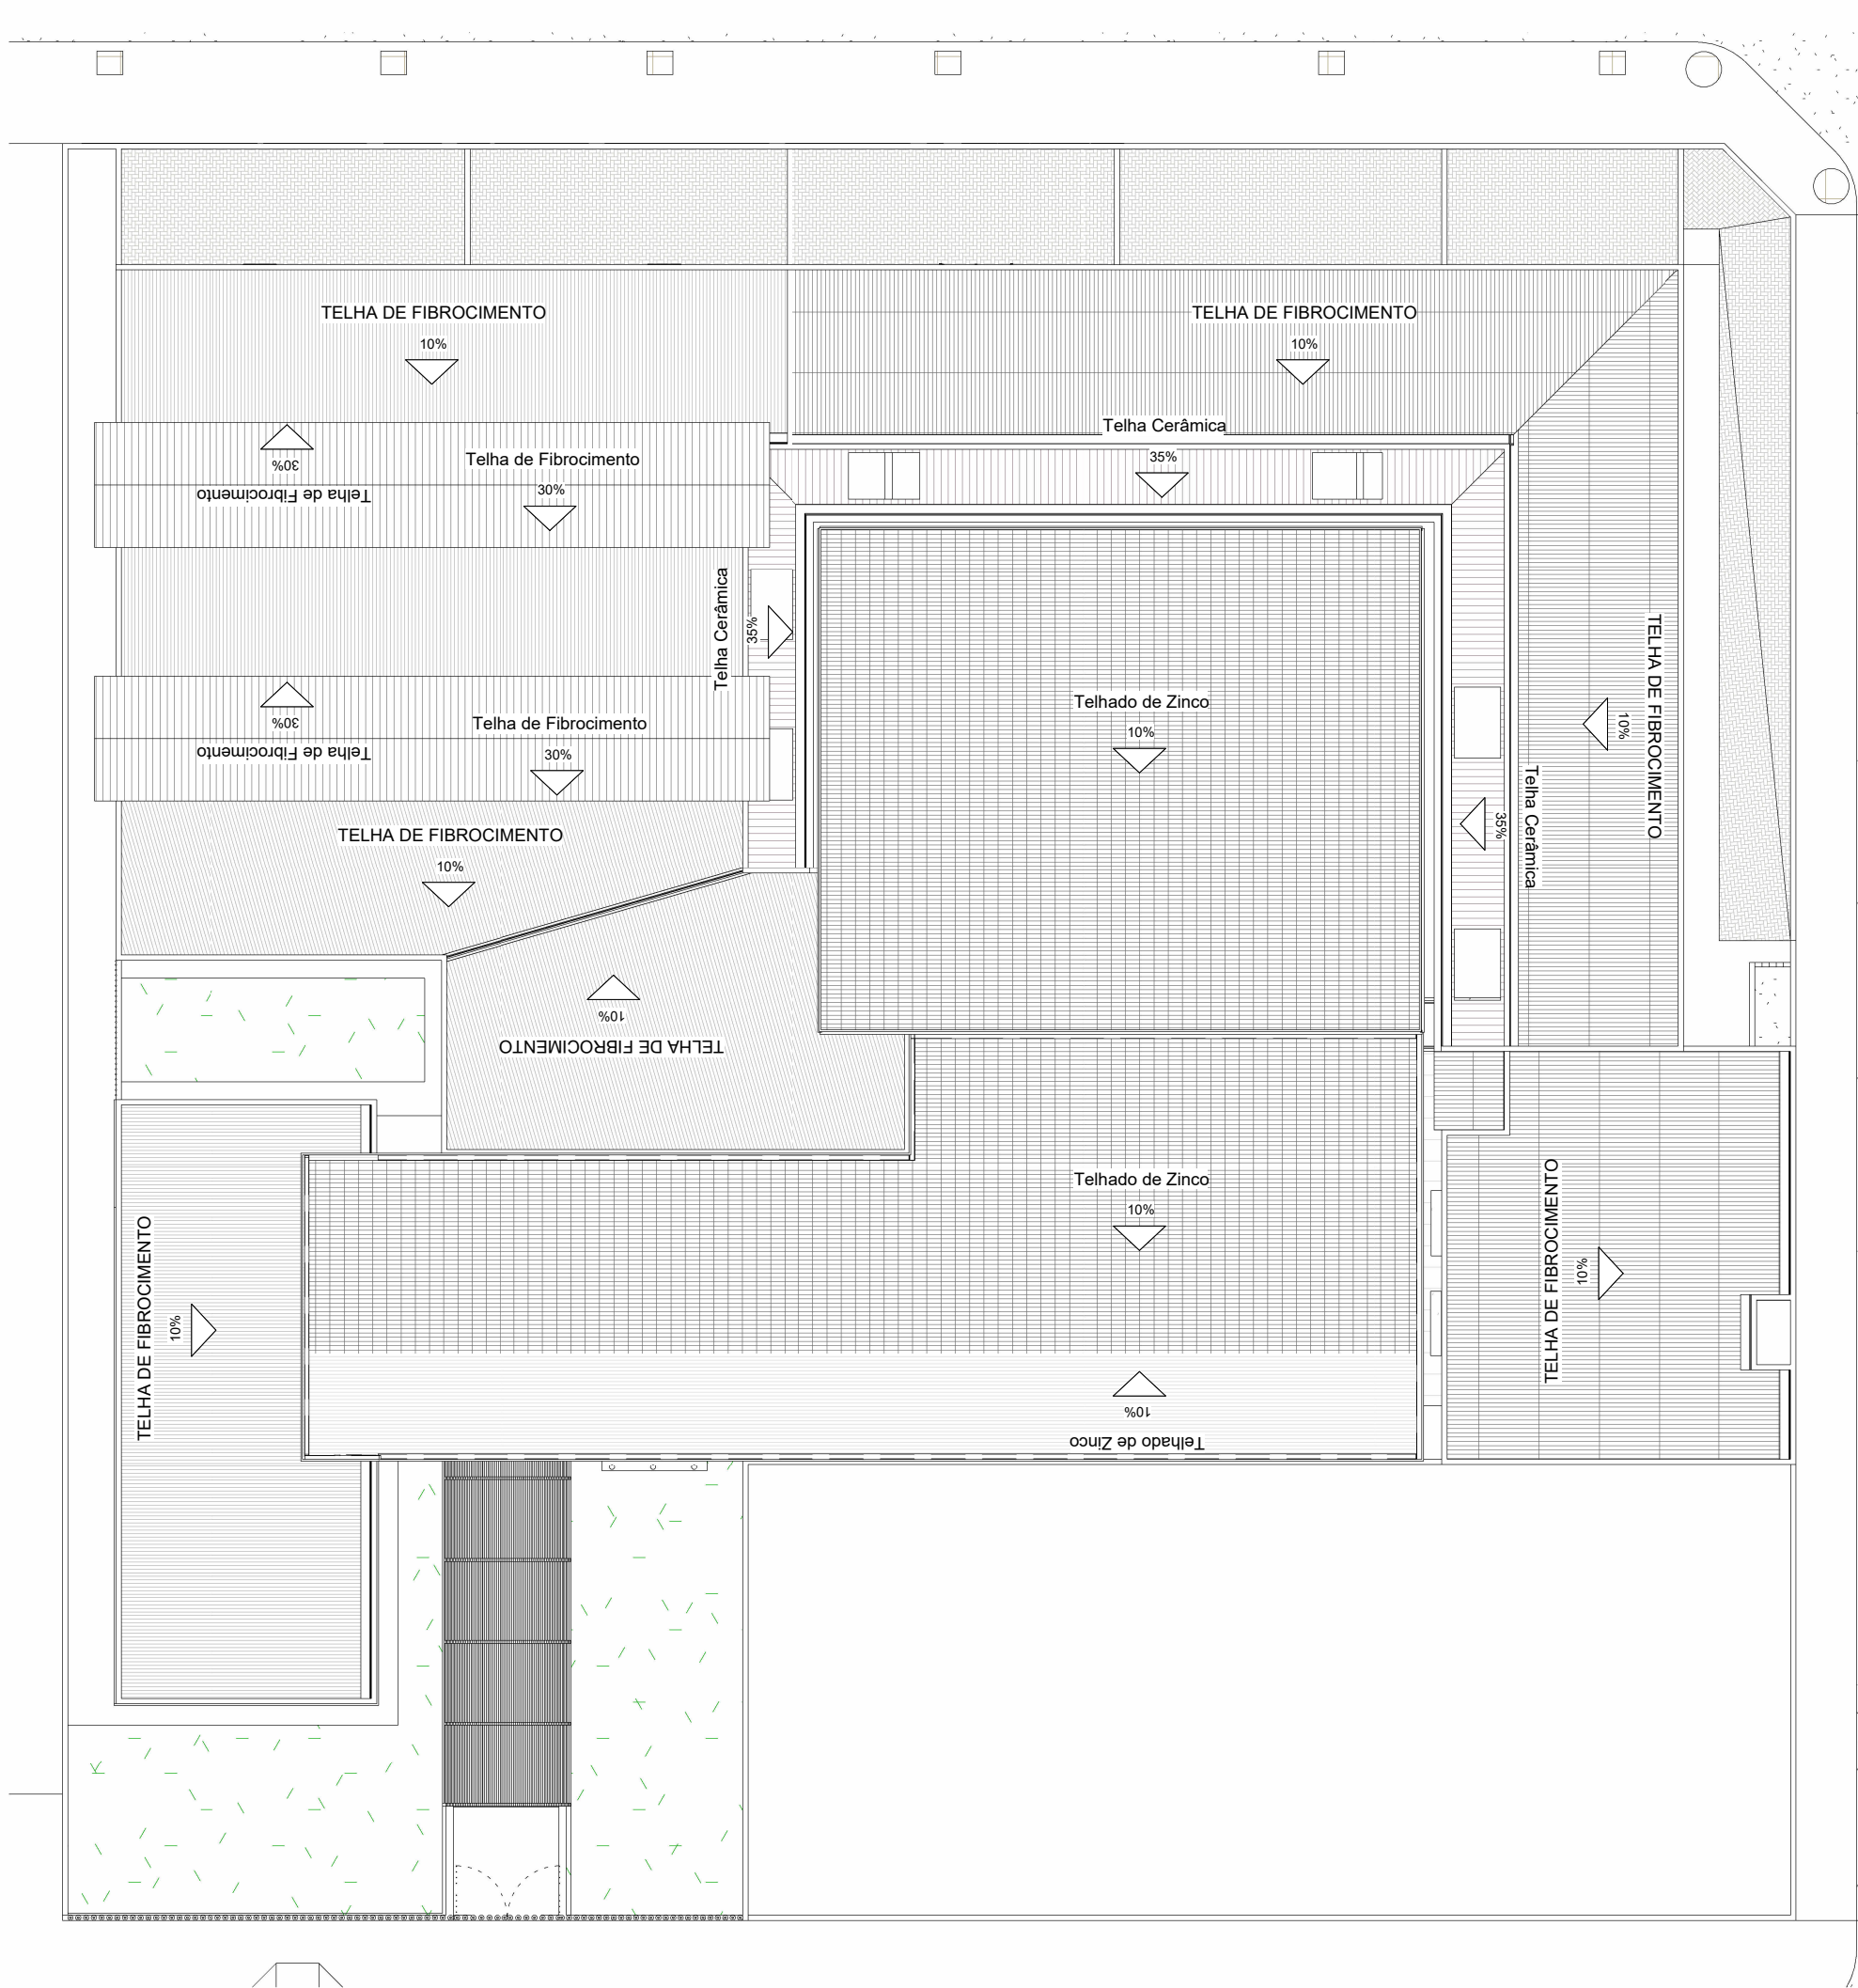 TELHA DE FIBROCIMENTO
10%
TELHA DE FIBROCIMENTO
10%
Telha Cerâmica
35%
30%
Telha de Fibrocimento
Telha de Fibrocimento
30%
Telha Cerâmica
35%
TELHA DE FIBROCIMENTO
10%
30%
Telha de Fibrocimento
Telha de Fibrocimento
30%
Telhado de Zinco
10%
Telha Cerâmica
35%
TELHA DE FIBROCIMENTO
10%
10%
TELHA DE FIBROCIMENTO
Telhado de Zinco
10%
TELHA DE FIBROCIMENTO
10%
TELHA DE FIBROCIMENTO
10%
10%
Telhado de Zinco